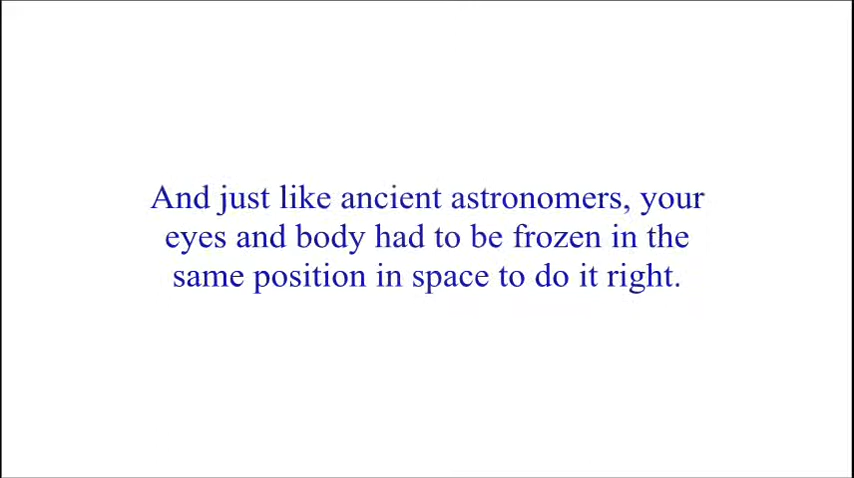 And just like ancient astronomers, your
eyes and body had to be frozen in the
same position in space to do it right.